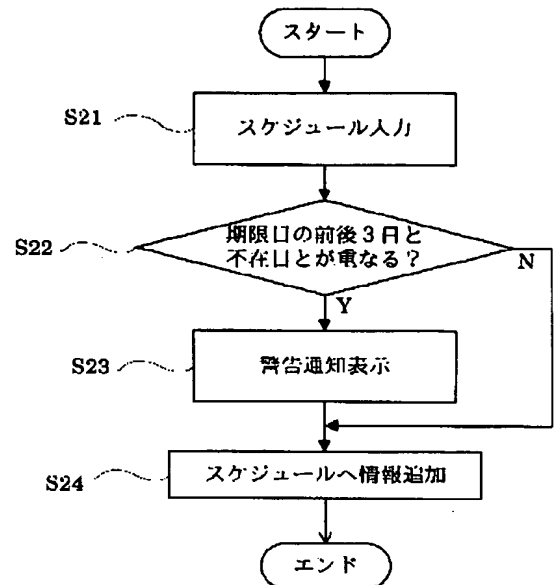 スタート
S21
スケジュール入力
S22
期限日の前後3日と
不在日とが重なる?
N
Y
S23
警告通知表示
S24
スケジュールへ情報追加
エンド